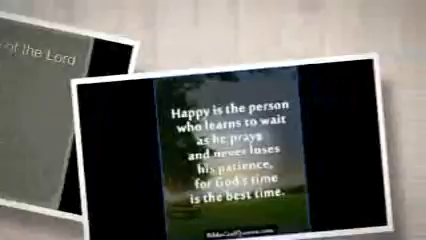 of the Lord
Happy is the person
who learns to wait
as he prays
and never loses
his patience,
for God's time
is the best time.